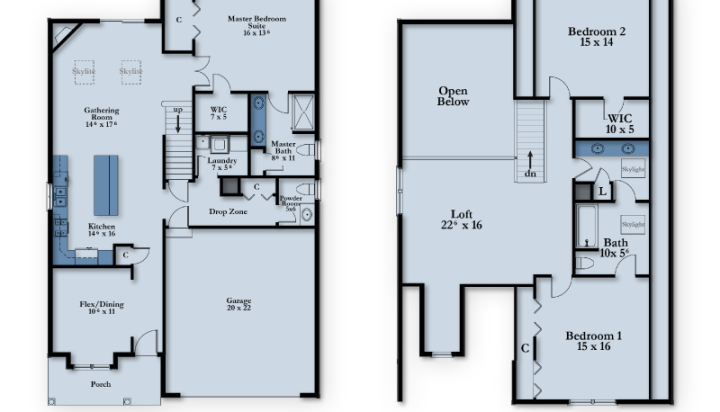 C
Master Bedroom
Suite
16 x 13⁶
Skylite
Skylite
Gathering
Room
14⁶ x 17⁶
up
WIC
7 x 5
Master
Bath
8⁶ x 11
Laundry
7 x 5⁶
C
Powder
Room
5x6
Drop Zone
Kitchen
14⁶ x 16
C
Flex/Dining
10⁶ x 11
Garage
20 x 22
Porch
Bedroom 2
15 x 14
Open
Below
WIC
10 x 5
dn
Skylight
L
Loft
22⁶ x 16
Skylight
Bath
10x 5⁶
Bedroom 1
15 x 16
C